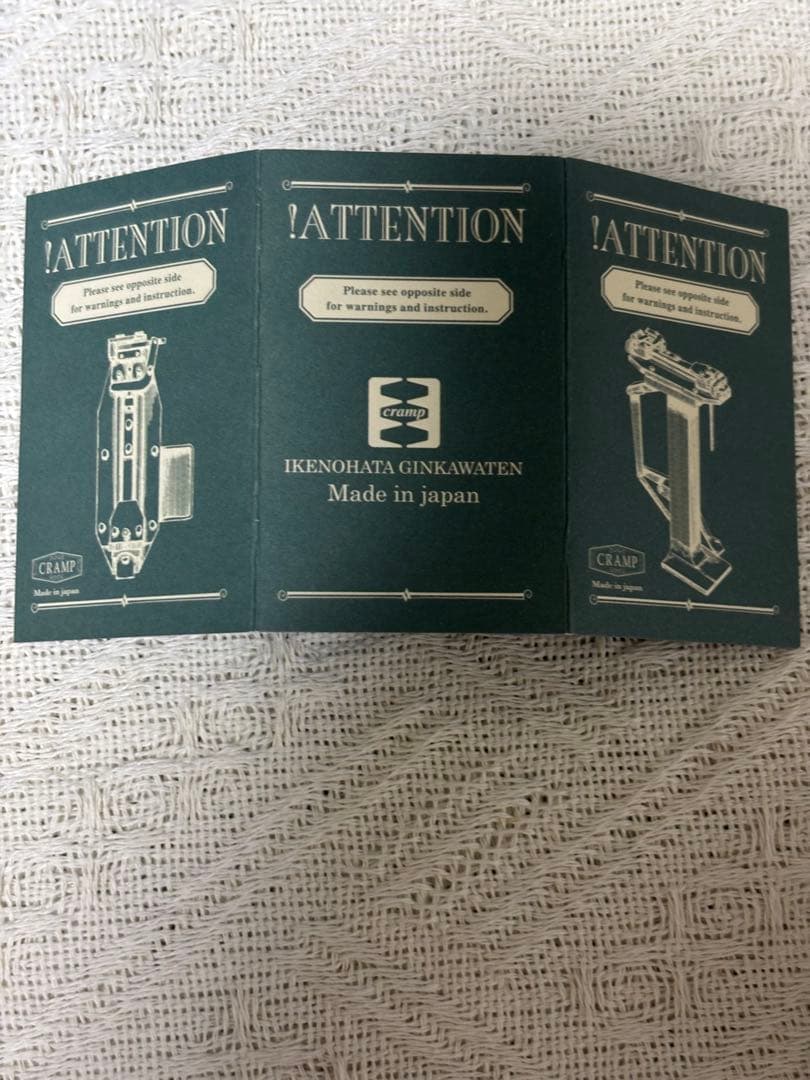 !ATTENTION
Please see opposite side
for warnings and instruction.
CRAMP
Made in japan
!ATTENTION
Please see opposite side
for warnings and instruction.
cramp
IKENOHATA GINKAWATEN
Made in japan
!ATTENTION
Please see opposite side
for warnings and instruction.
CRAMP
Made in japan